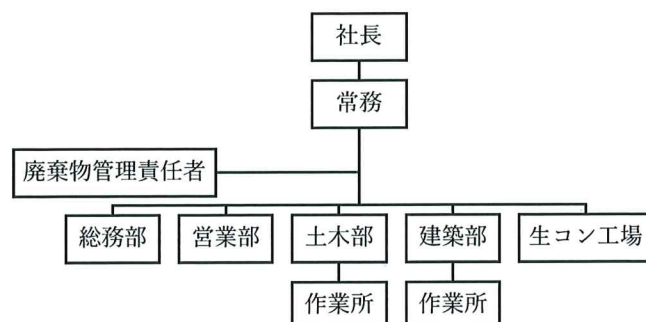 社長
常務
廃棄物管理責任者
総務部 営業部 土木部 建築部 生コン工場
作業所 作業所